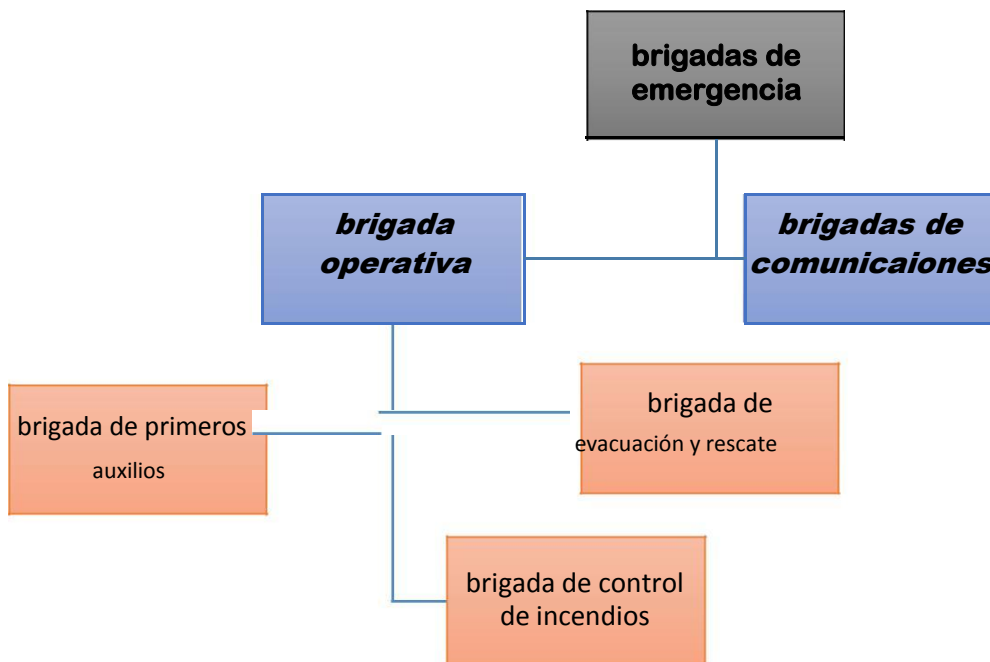 brigadas de
emergencia
brigada
operativa
brigadas de
comunicaiones
brigada de primeros
auxilios
brigada de
evacuación y rescate
brigada de control
de incendios